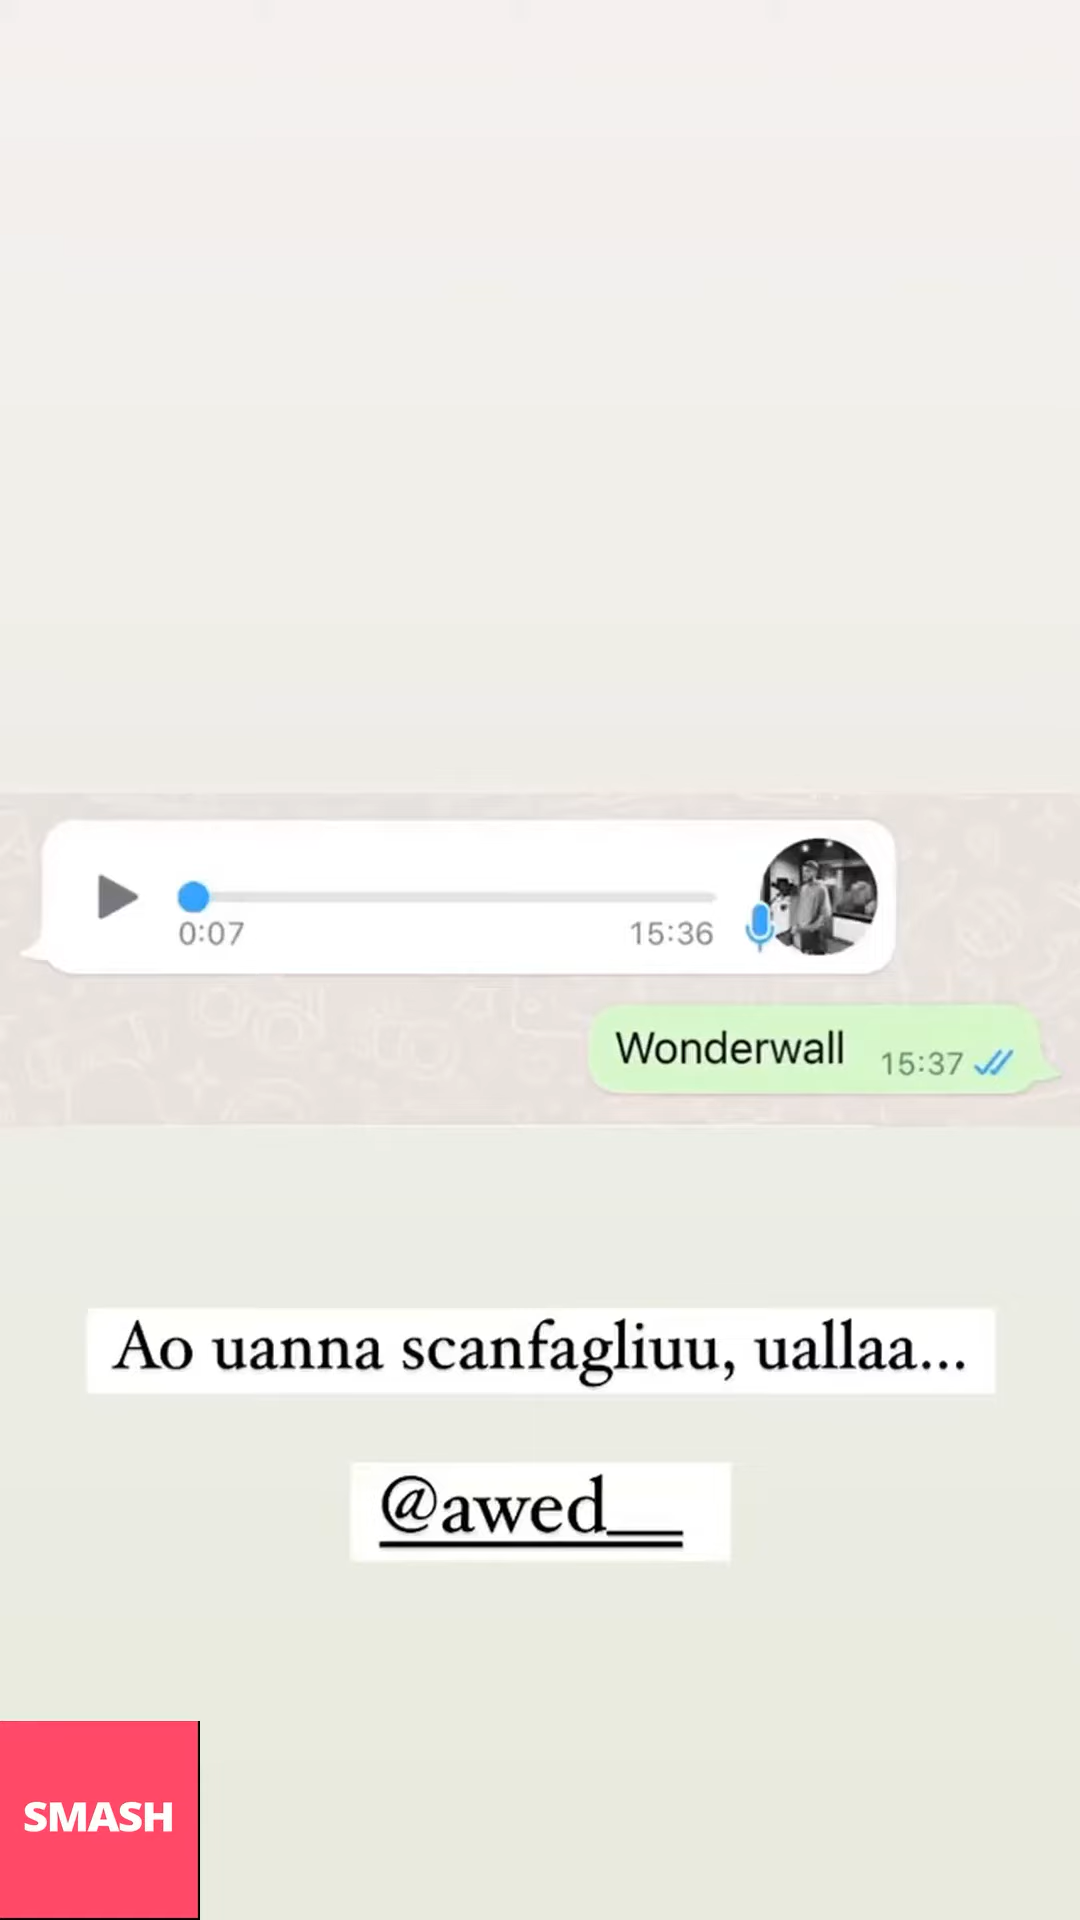 0:07
15:36
Wonderwall
15:37
Ao uanna scanfagliuu, uallaa...
@awed__
SMASH